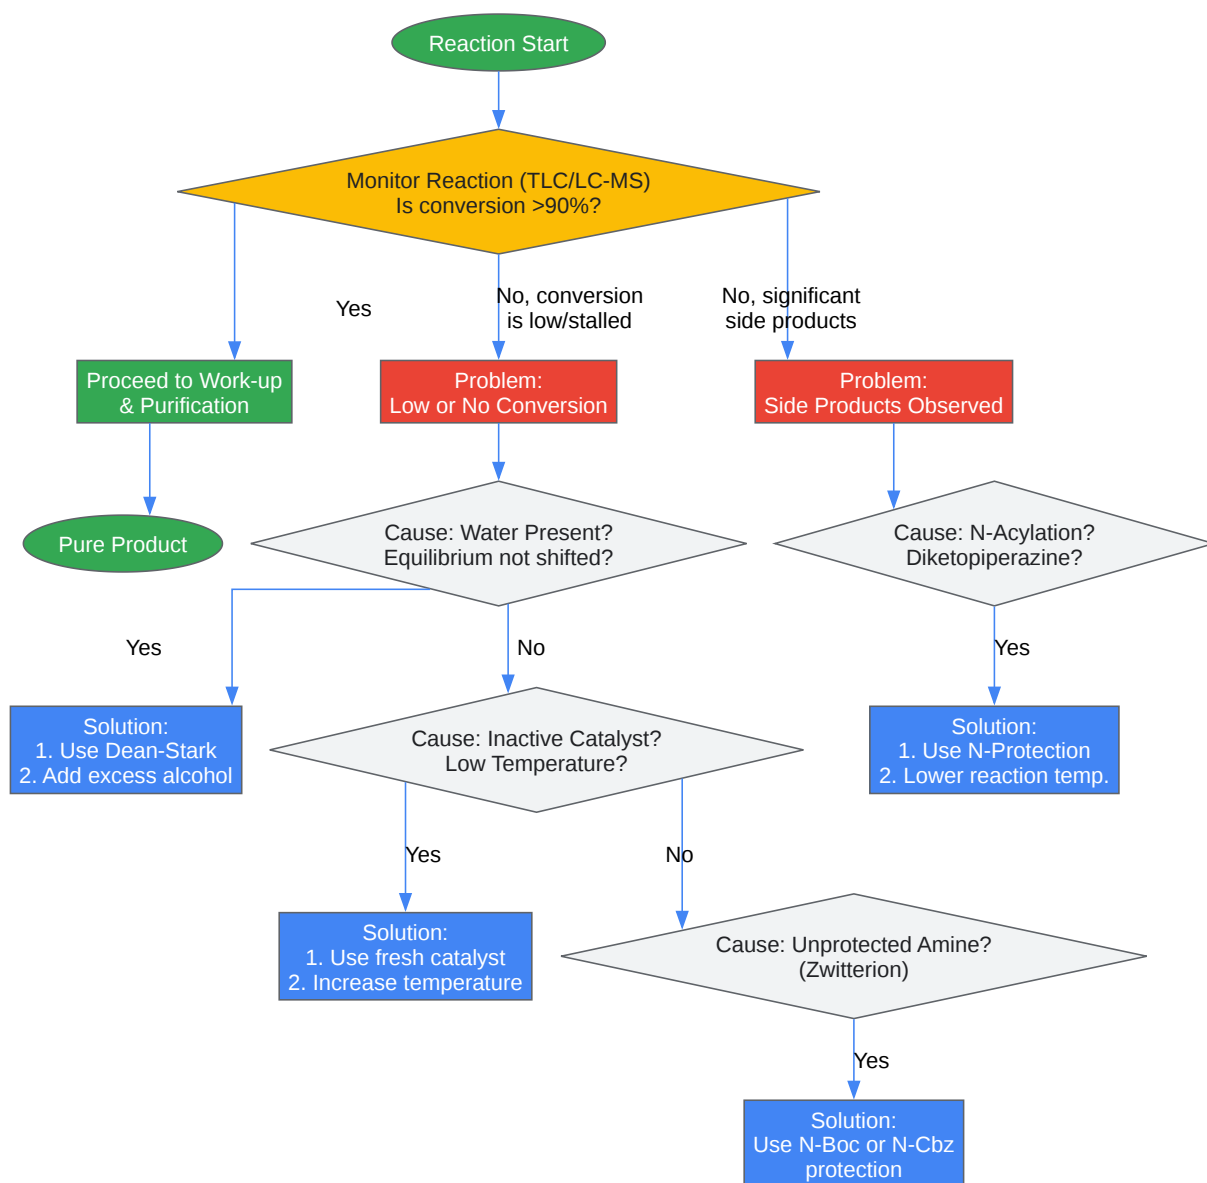 Reaction Start
Monitor Reaction (TLC/LC-MS)
Is conversion >90%?
Yes
No, conversion
is low/stalled
No, significant
side products
Proceed to Work-up
& Purification
Problem:
Low or No Conversion
Problem:
Side Products Observed
Pure Product
Cause: Water Present?
Equilibrium not shifted?
Cause: N-Acylation?
Diketopiperazine?
Yes
No
Yes
Solution:
1. Use Dean-Stark
2. Add excess alcohol
Cause: Inactive Catalyst?
Low Temperature?
Solution:
1. Use N-Protection
2. Lower reaction temp.
Yes
No
Solution:
1. Use fresh catalyst
2. Increase temperature
Cause: Unprotected Amine?
(Zwitterion)
Yes
Solution:
Use N-Boc or N-Cbz
protection